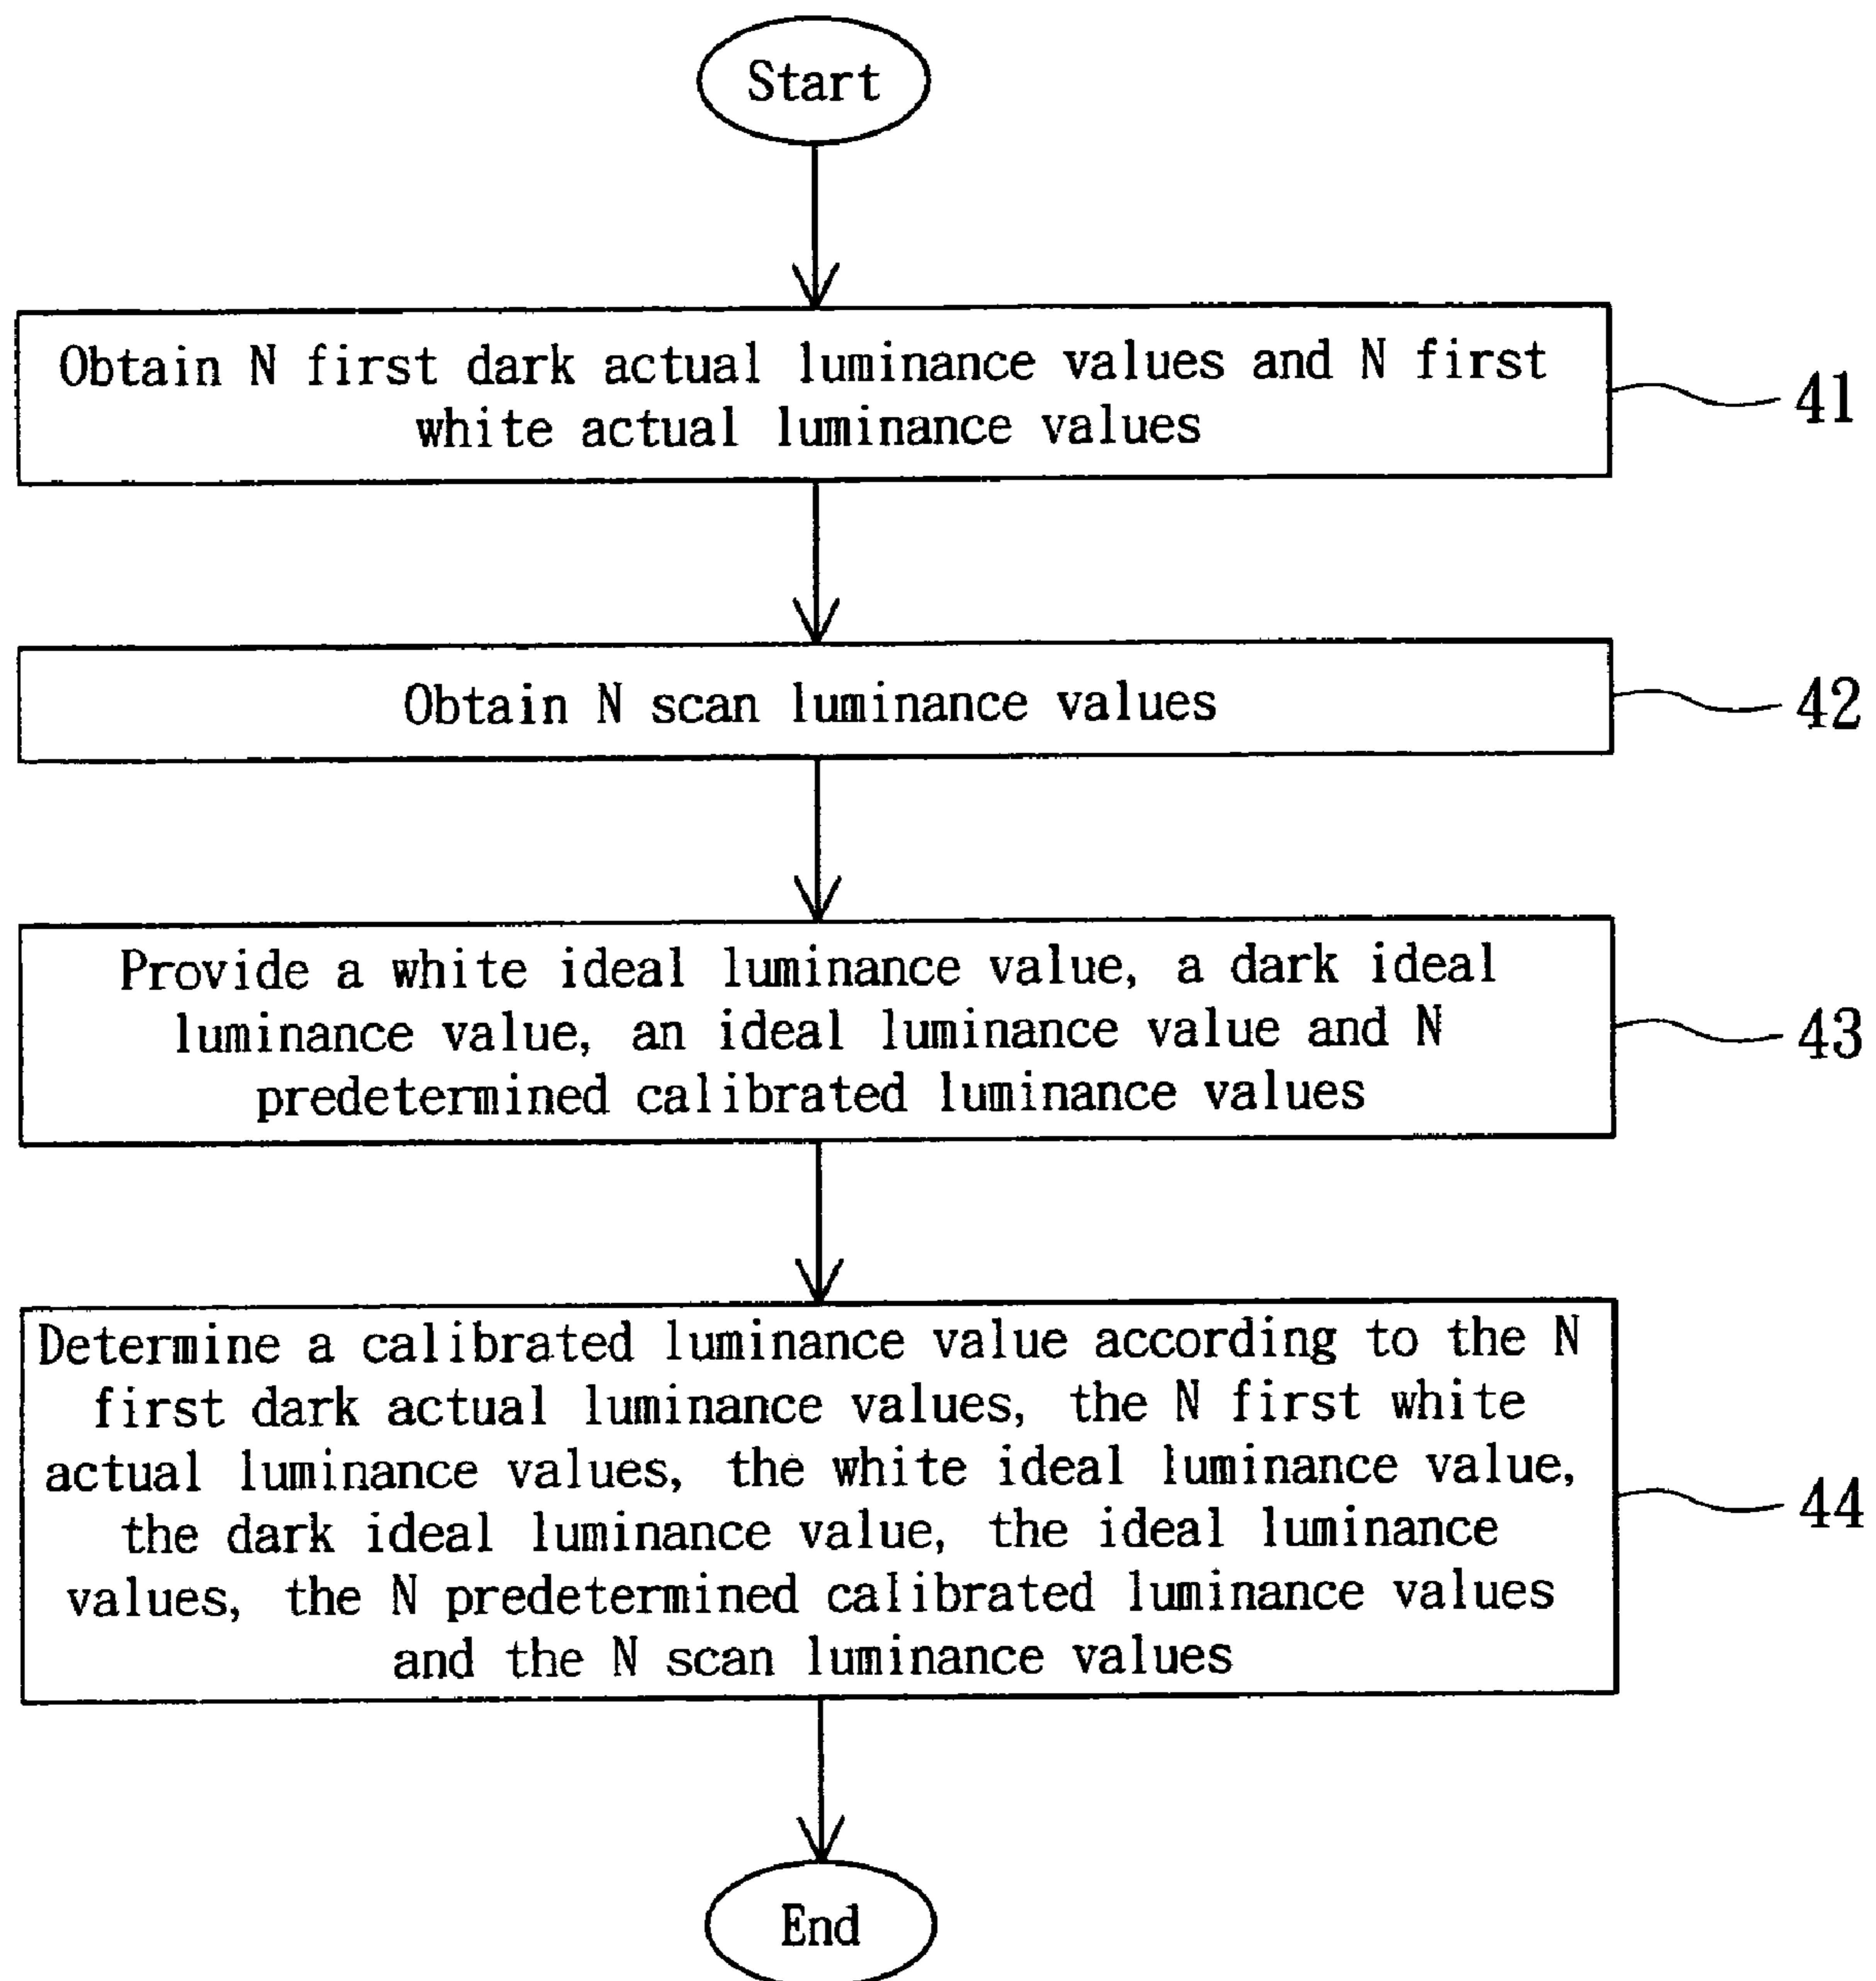 Start
Obtain N first dark actual luminance values and N first
white actual luminance values
41
Obtain N scan luminance values
42
Provide a white ideal luminance value, a dark ideal
luminance value, an ideal luminance value and N
predetermined calibrated luminance values
43
Determine a calibrated luminance value according to the N
first dark actual luminance values, the N first white
actual luminance values, the white ideal luminance value,
the dark ideal luminance value, the ideal luminance
values, the N predetermined calibrated luminance values
and the N scan luminance values
44
End